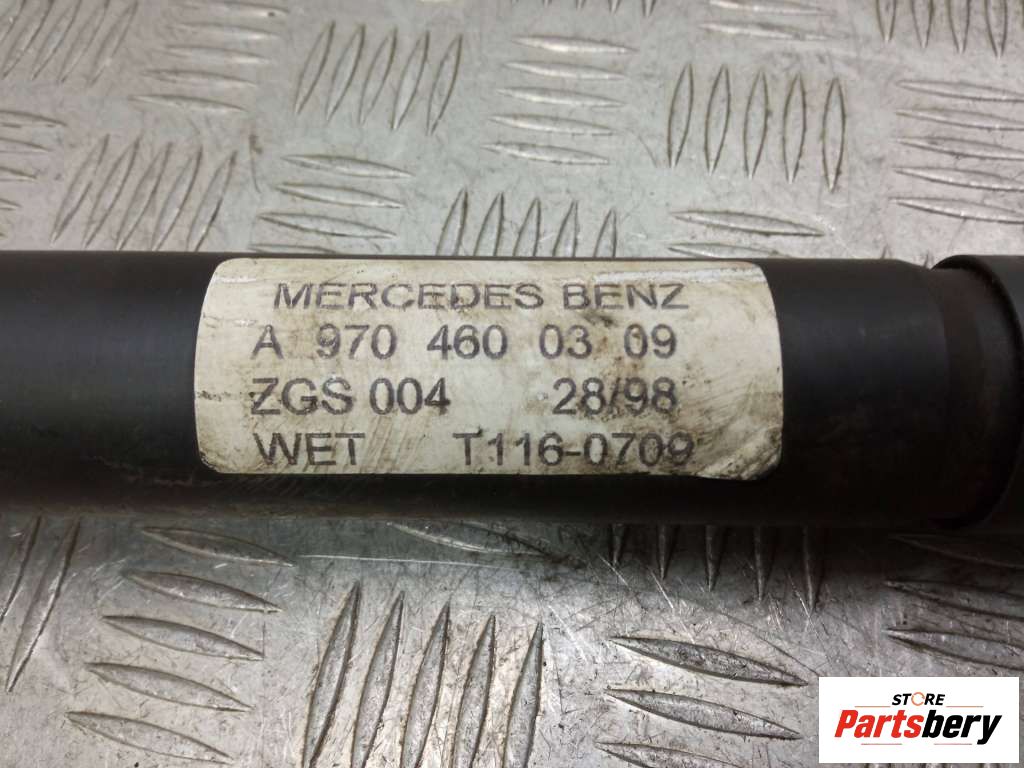 MERCEDES BENZ
A 970 460 03 09
ZGS 004 28/98
WET T116-0709
STORE
Partsbery